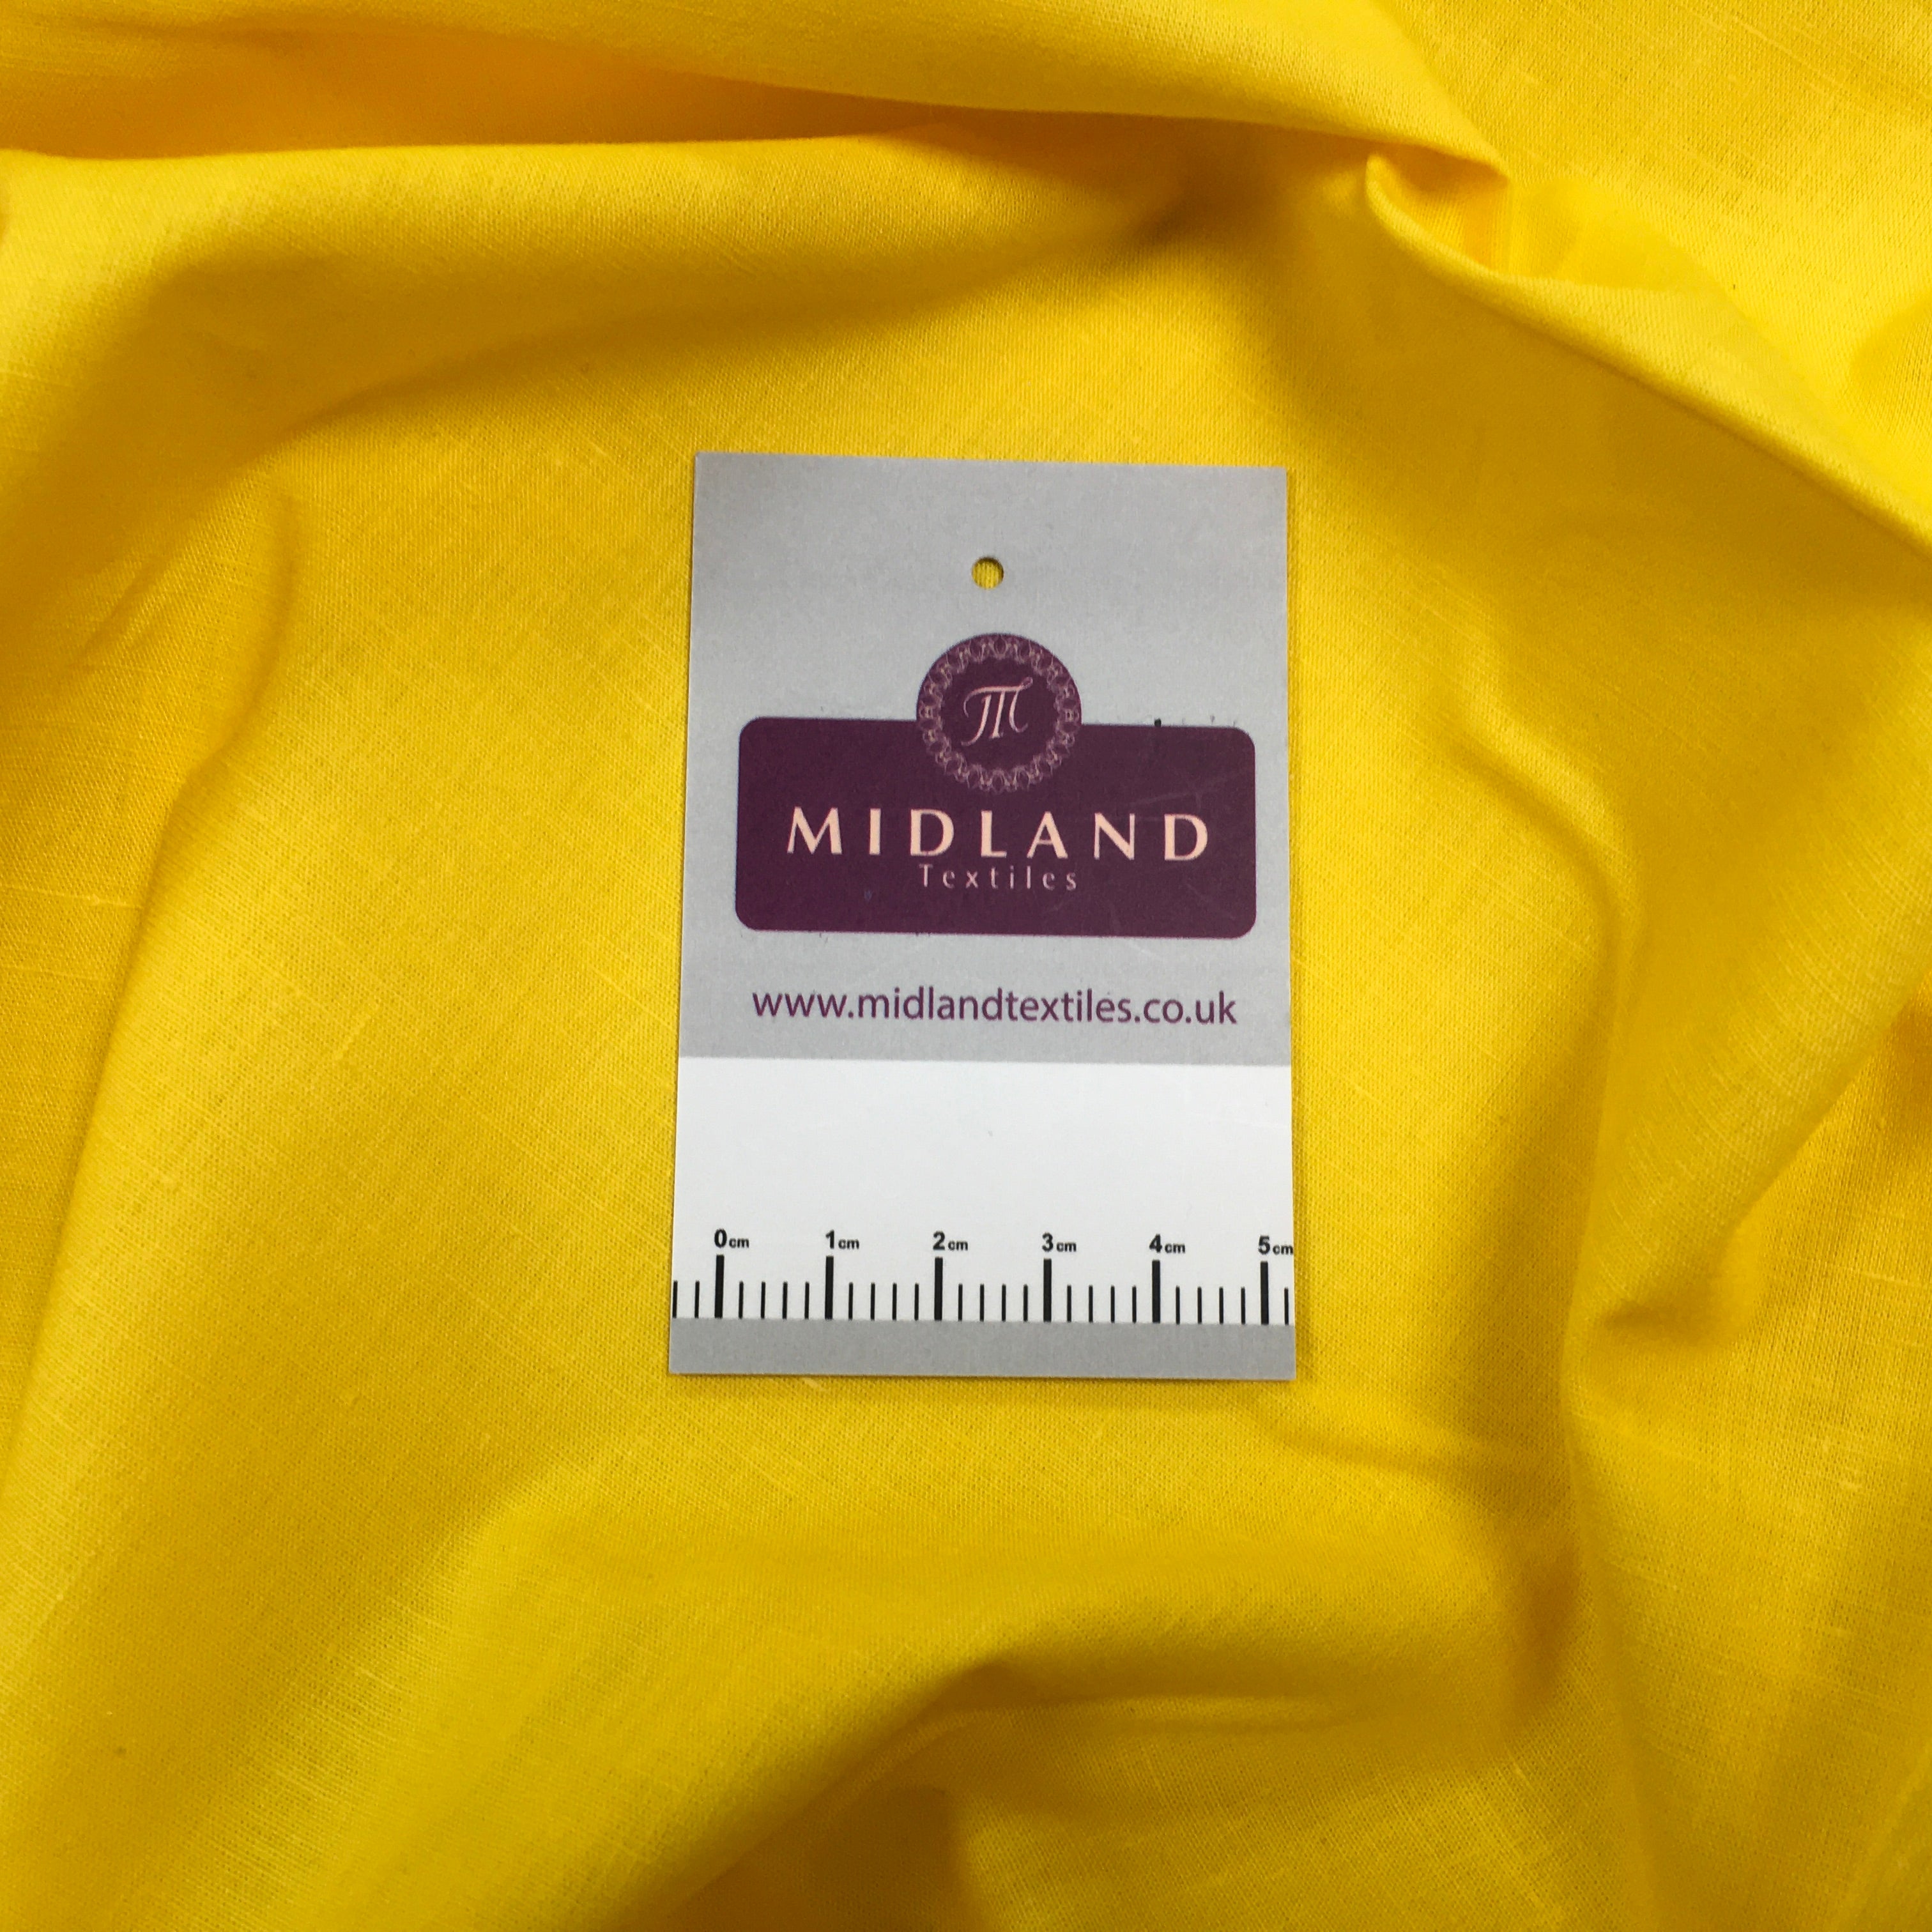 M
MIDLAND
Textiles
www.midlandtextiles.co.uk
0cm 1cm 2cm 3cm 4cm 5cm